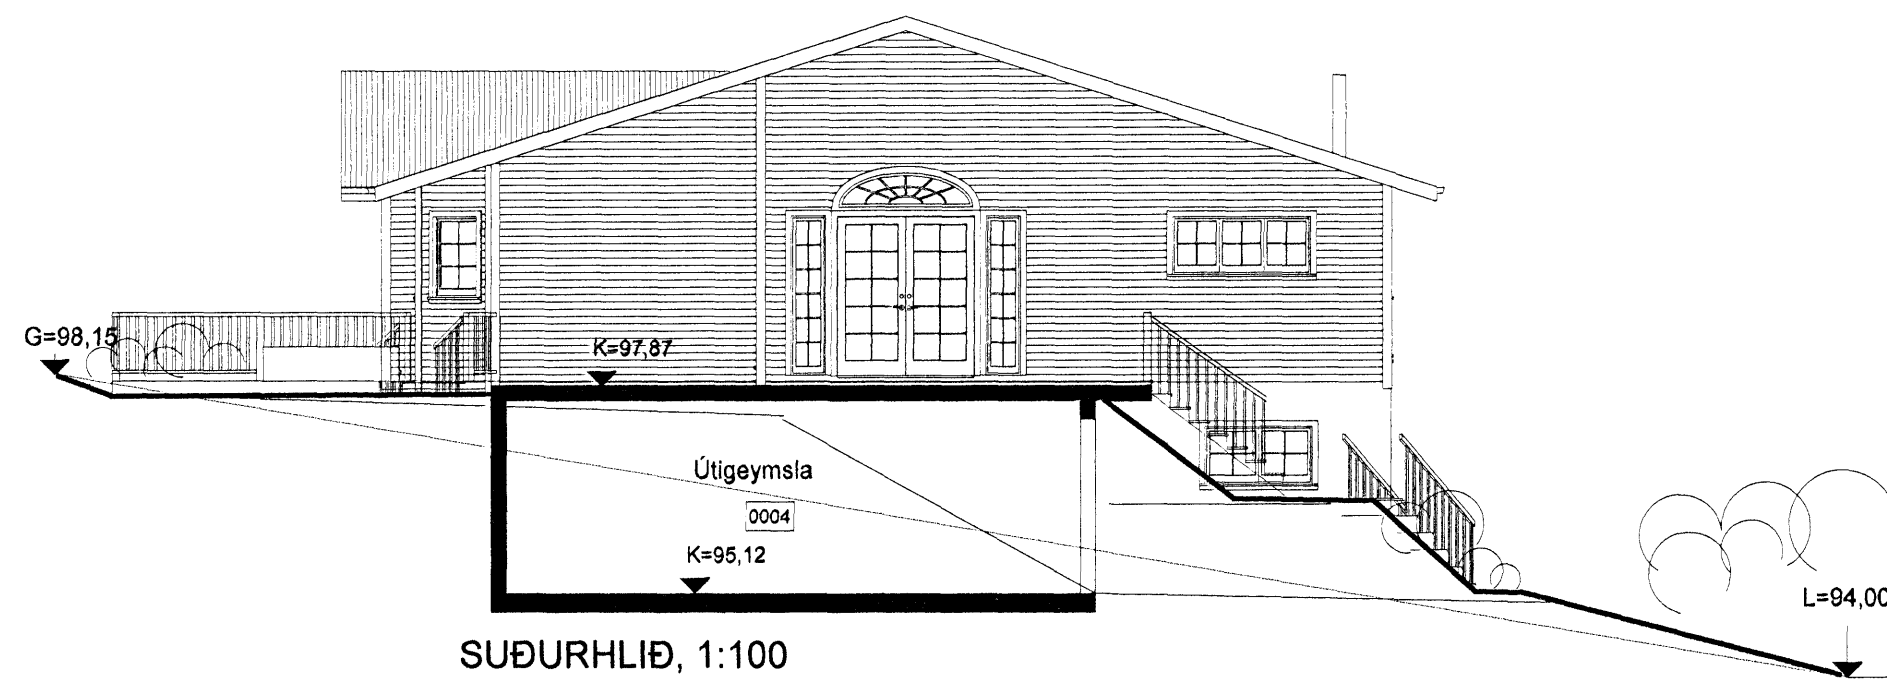 G=98,15
K=97,87
Útigeymsla
0004
K=95,12
L=94,00
SUÐURHLIÐ, 1:100